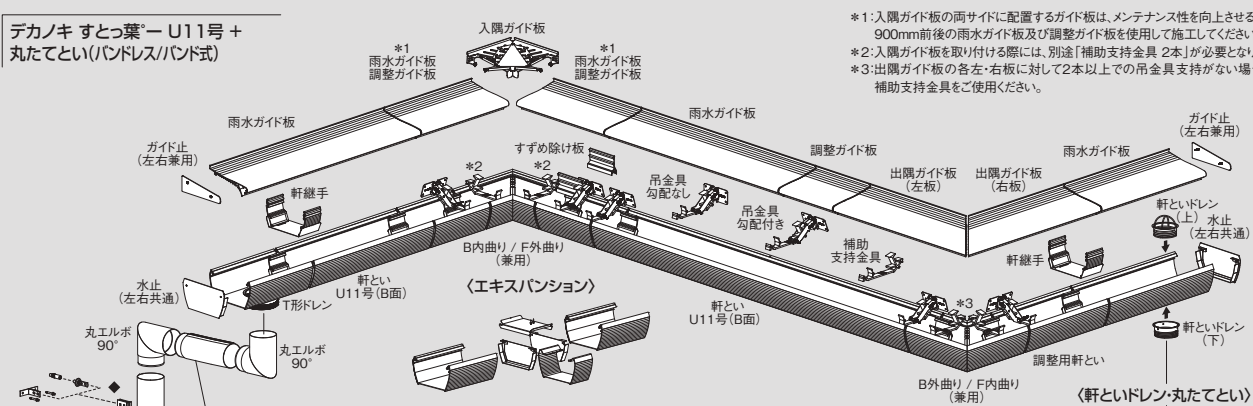 デカノキ すとっ葉゜ー U11号 +
丸たてとい(バンドレス/バンド式)
*1:入隅ガイド板の両サイドに配置するガイド板は、メンテナンス性を向上させる
900mm前後の雨水ガイド板及び調整ガイド板を使用して施工してください
*2:入隅ガイド板を取り付ける際には、別途「補助支持金具 2本」が必要となり
*3:出隅ガイド板の各左・右板に対して2本以上での吊金具支持がない場
補助支持金具をご使用ください。
入隅ガイド板
*1
雨水ガイド板
調整ガイド板
*1
雨水ガイド板
調整ガイド板
雨水ガイド板
雨水ガイド板
ガイド止
(左右兼用)
ガイド止
(左右兼用)
すずめ除け板
調整ガイド板
雨水ガイド板
*2
*2
吊金具
勾配なし
出隅ガイド板
(左板)
出隅ガイド板
(右板)
軒継手
吊金具
勾配付き
軒といドレン
(上)
水止
(左右共通)
補助
支持金具
軒継手
B内曲り / F外曲り
(兼用)
軒とい
U11号(B面)
水止
(左右共通)
T形ドレン
〈エキスパンション〉
軒とい
U11号(B面)
*3
丸エルボ
90°
丸エルボ
90°
軒といドレン
(下)
調整用軒とい
B外曲り / F内曲り
(兼用)
〈軒といドレン・丸たてとい〉
◆